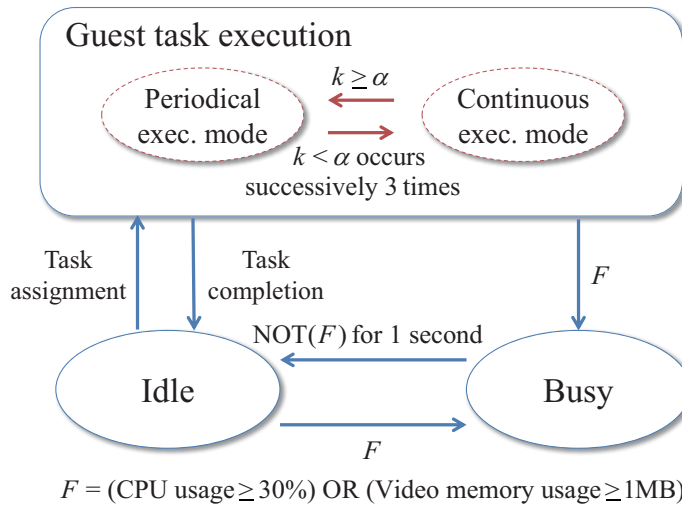 Guest task execution
k ≥ α
Periodical
exec. mode
Continuous
exec. mode
k < α occurs
successively 3 times
Task
assignment
Task
completion
F
NOT(F) for 1 second
Idle
Busy
F
F = (CPU usage ≥ 30%) OR (Video memory usage ≥ 1MB)